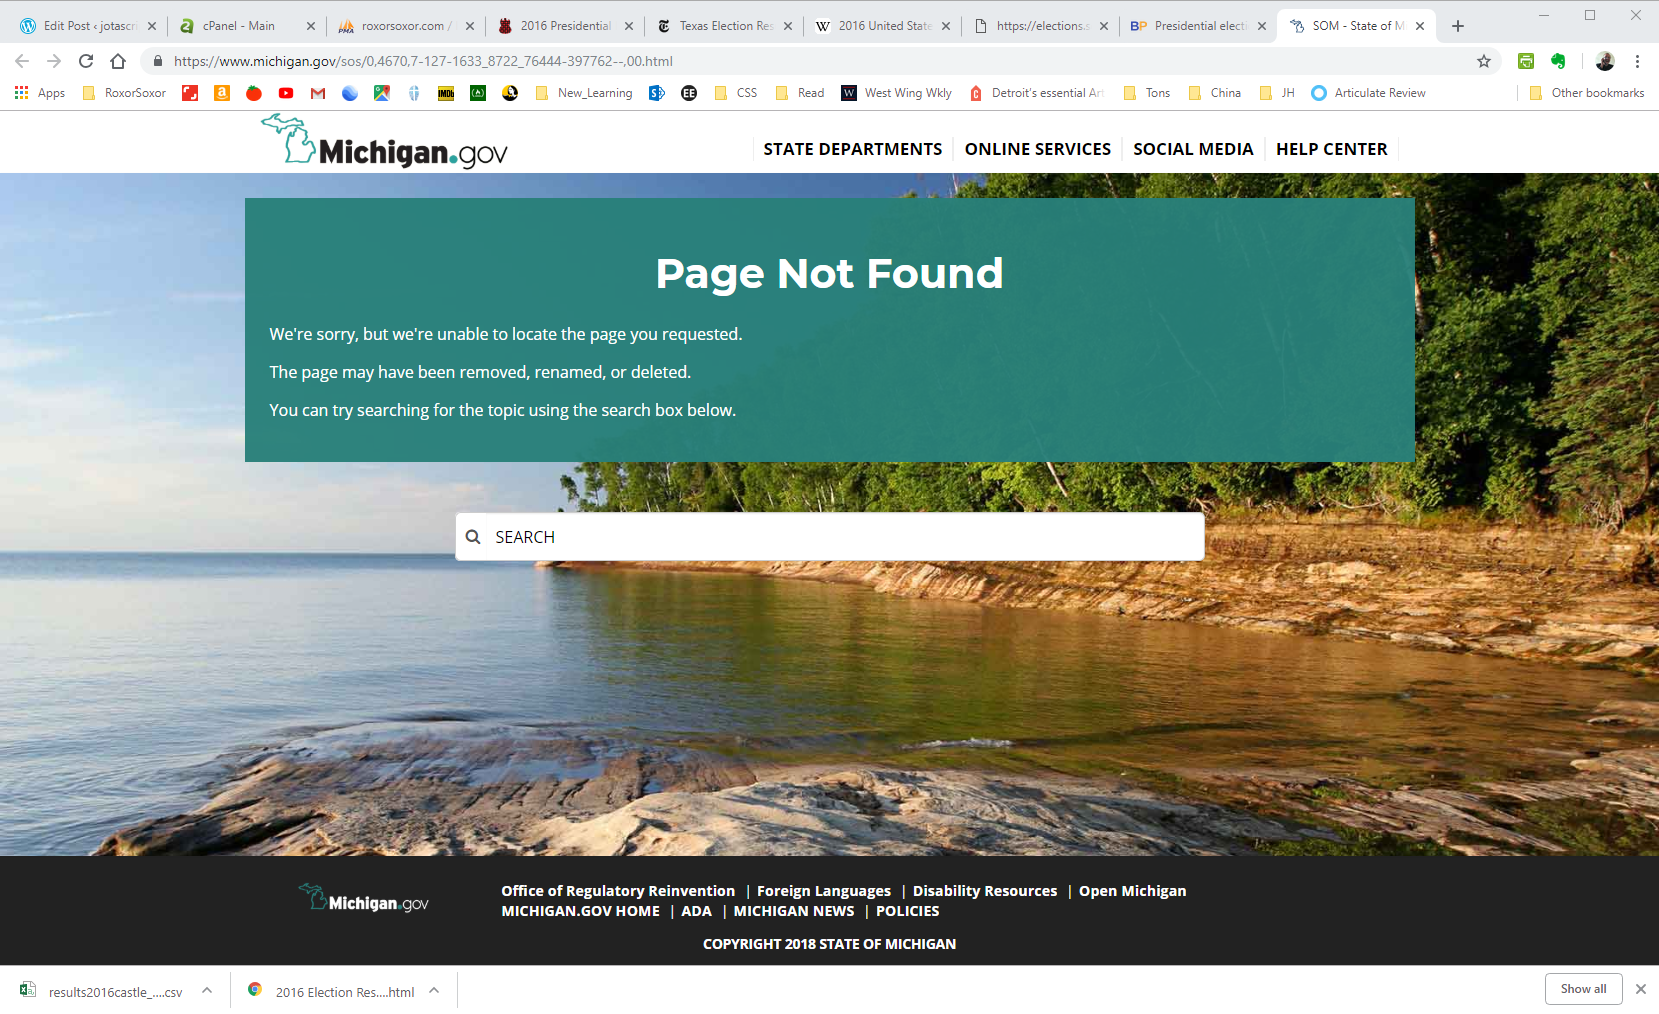 Edit Post ‹ jotascri
cPanel - Main
roxorsoxor.com /
2016 Presidential
Texas Election Res
2016 United State
https://elections.s
Presidential electi
SOM - State of M
https://www.michigan.gov/sos/0,4670,7-127-1633_8722_76444-397762--,00.html
Apps
RoxorSoxor
New_Learning
CSS
Read
West Wing Wkly
Detroit's essential Art
Tons
China
JH
Articulate Review
Other bookmarks
Michigan.gov
STATE DEPARTMENTS
ONLINE SERVICES
SOCIAL MEDIA
HELP CENTER
Page Not Found
We're sorry, but we're unable to locate the page you requested.
The page may have been removed, renamed, or deleted.
You can try searching for the topic using the search box below.
SEARCH
Michigan.gov
Office of Regulatory Reinvention | Foreign Languages | Disability Resources | Open Michigan
MICHIGAN.GOV HOME | ADA | MICHIGAN NEWS | POLICIES
COPYRIGHT 2018 STATE OF MICHIGAN
results2016castle_....csv
2016 Election Res....html
Show all